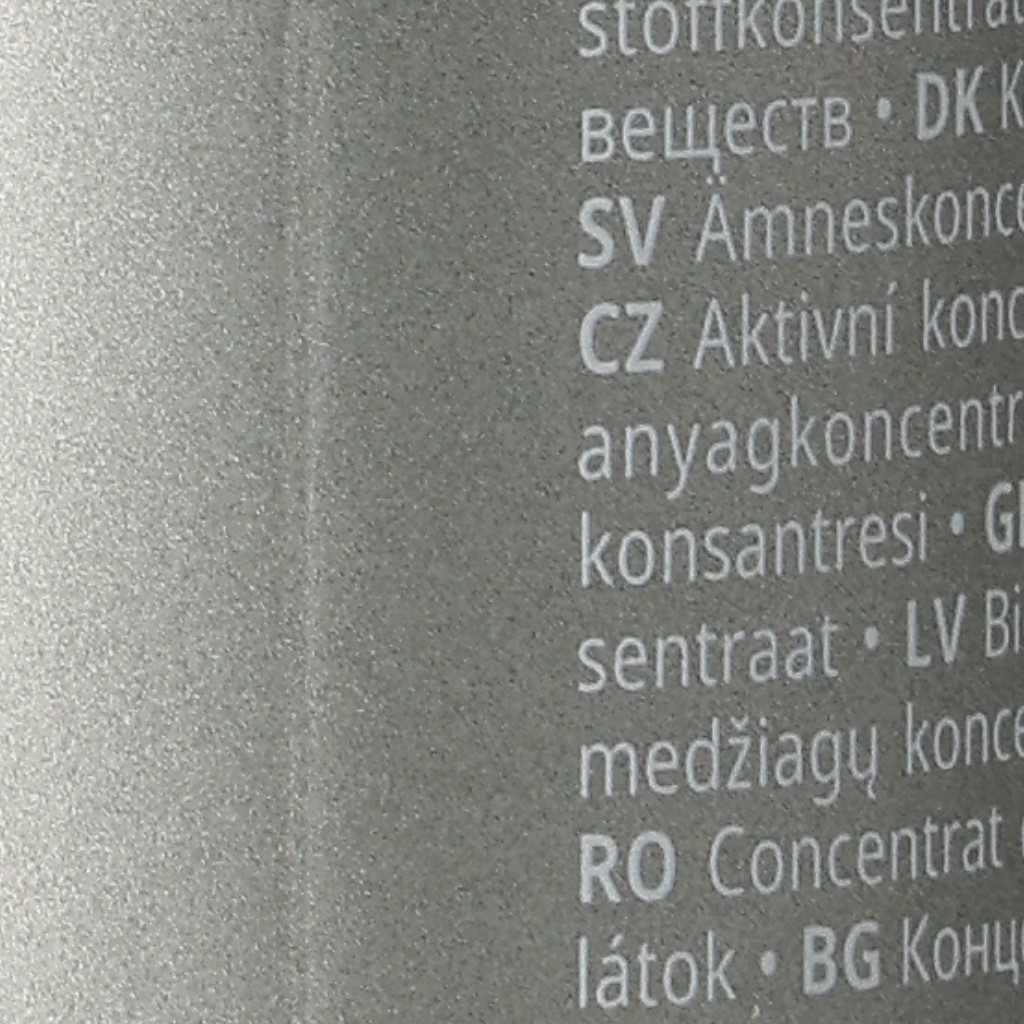 stoffkonsentrat
веществ • DK K
SV Ämneskonce
CZ Aktivní konc
anyagkoncentr
konsantresi •
sentraat • LV Bi
medžiagų konce
RO Concentrat
látok • BG Конц